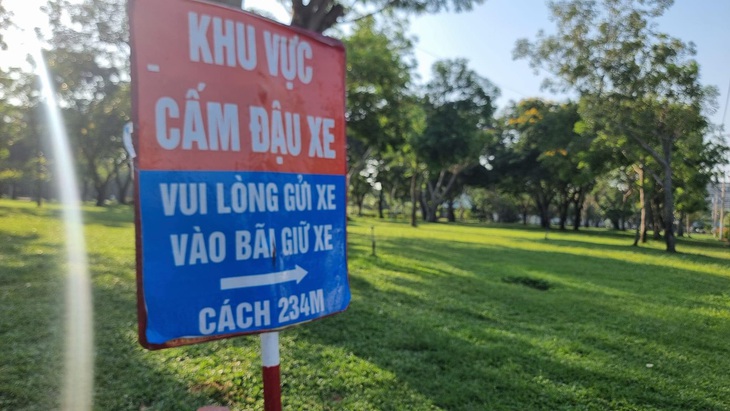 KHU VỰC
CẤM ĐẬU XE
VUI LÒNG GỬI XE
VÀO BÃI GIỮ XE
CÁCH 234M